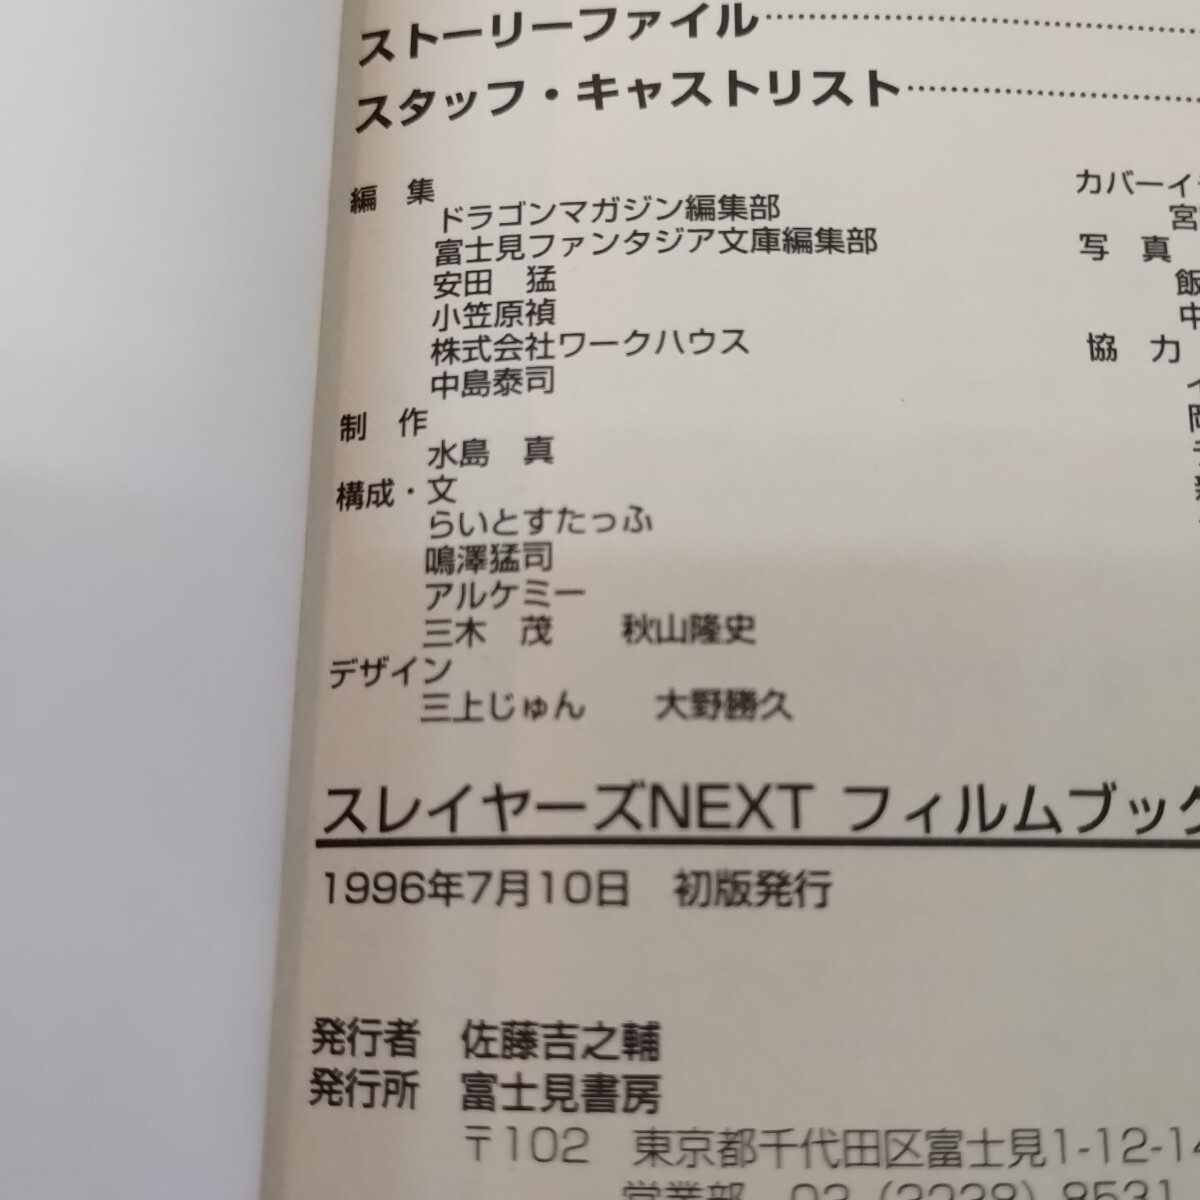 ストーリーファイル
スタッフ・キャストリスト
編　集
ドラゴンマガジン編集部
富士見ファンタジア文庫編集部
安田　猛
小笠原禎
株式会社ワークハウス
中島泰司
制　作
水島　真
構成・文
らいとすたっふ
鳴澤猛司
アルケミー
三木　茂　　秋山隆史
デザイン
三上じゅん　　大野勝久
カバーイ
宮
写　真
飯
中
協　力
スレイヤーズNEXT フィルムブック
1996年7月10日　初版発行
発行者　佐藤吉之輔
発行所　富士見書房
〒102　東京都千代田区富士見1-12-14
営業部　03（3238）8531